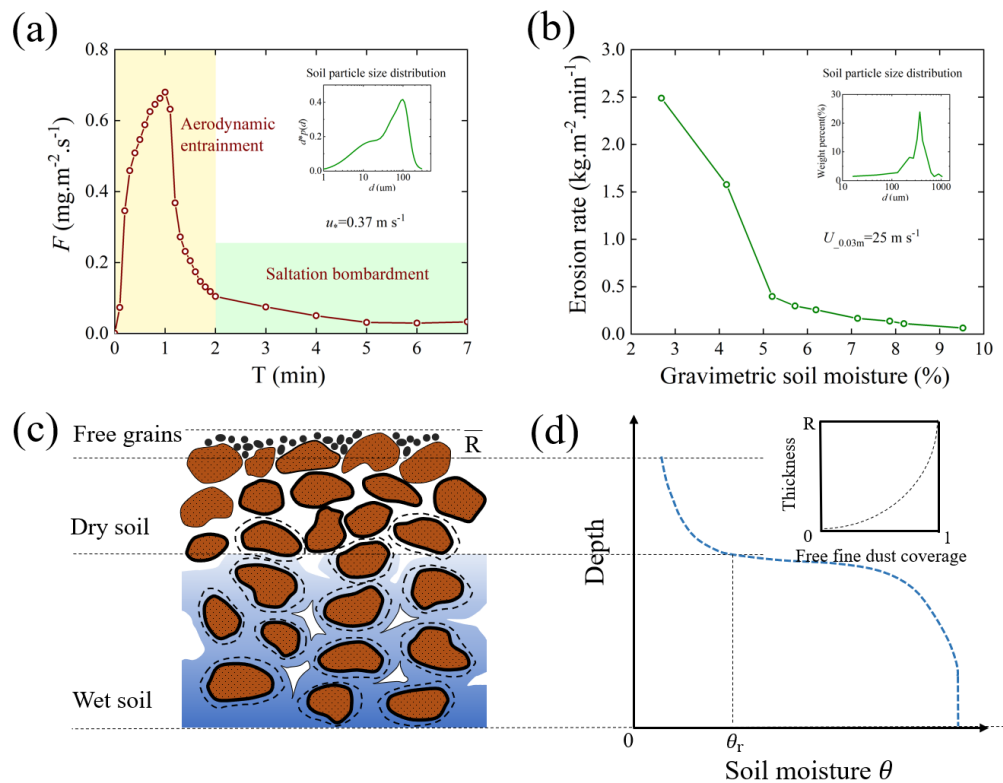 (a)
F (mg.m-2.s-1)
0.8
0.6
0.4
0.2
0.0
0 1 2 3 4 5 6 7
T (min)
Aerodynamic
entrainment
Saltation bombardment
u*=0.37 m s-1
Soil particle size distribution
d*p(d)
0.4
0.2
0.0
1 10 100
d (um)
(b)
Erosion rate (kg.m-2.min-1)
3.0
2.5
2.0
1.5
1.0
0.5
0.0
2 3 4 5 6 7 8 9 10
Gravimetric soil moisture (%)
Soil particle size distribution
Weight percent(%)
30
20
10
0
10 100 1000
d (um)
U_0.03m=25 m s-1
(c)
Free grains
R
Dry soil
Wet soil
(d)
Depth
R
Thickness
0 1
Free fine dust coverage
0 θr
Soil moisture θ